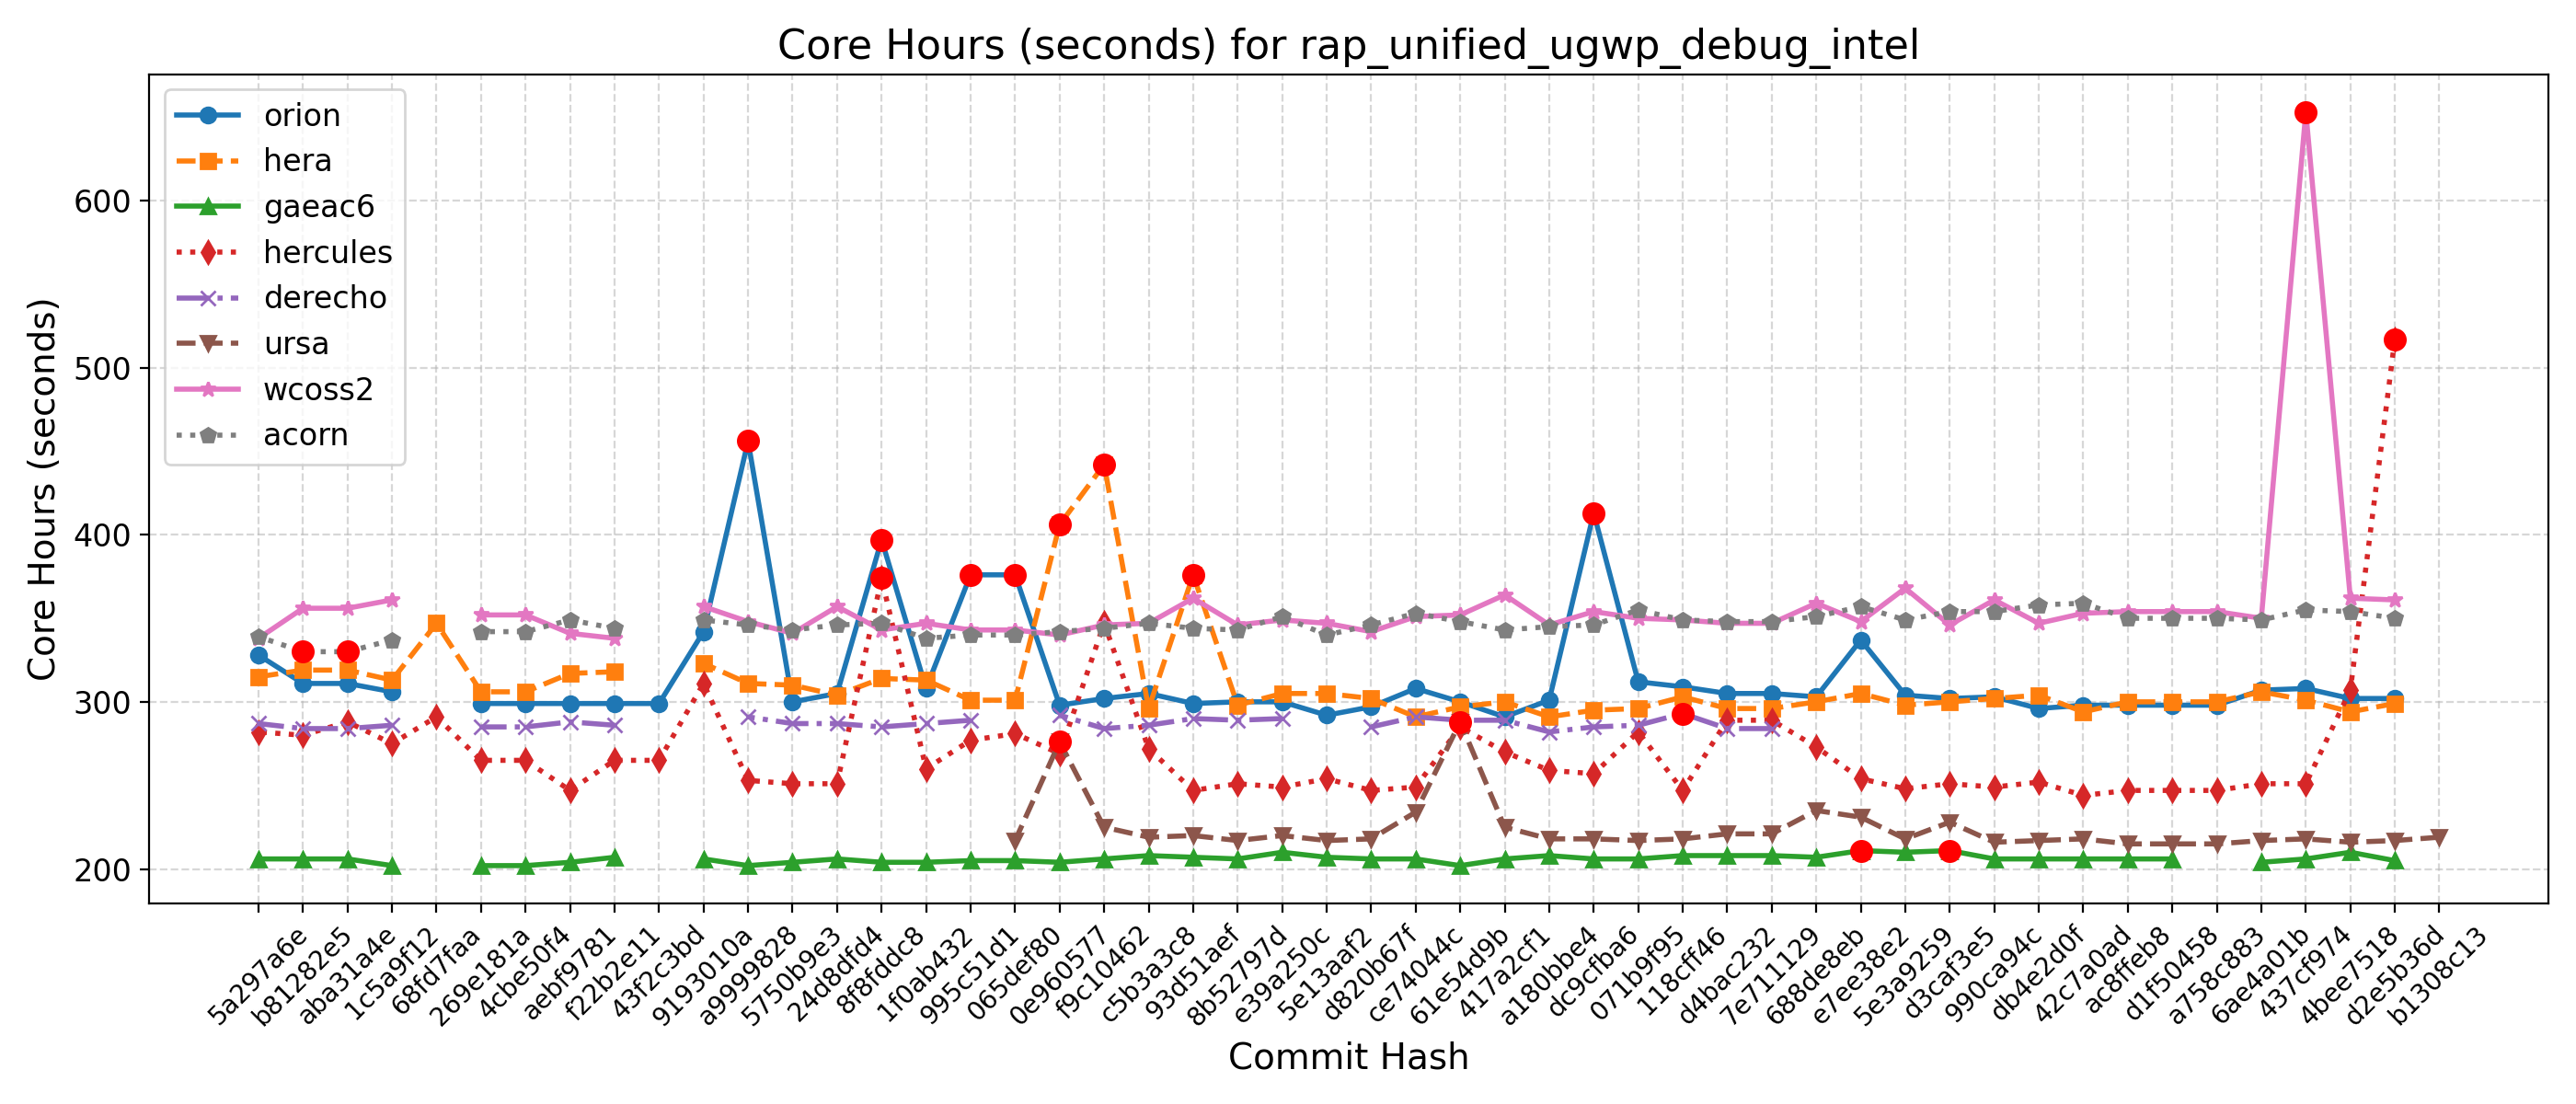 Core Hours (seconds) for rap_unified_ugwp_debug_intel
Core Hours (seconds)
600
500
400
300
200
orion
hera
gaeac6
hercules
derecho
ursa
wcoss2
acorn
5a297a6e
b81282e5
aba31a4e
1c5a9f12
68fd7faa
269e181a
4cbe50f4
aebf9781
f22b2e11
43f2c3bd
9193010a
a9999828
5750b9e3
24d8dfd4
8f8fddc8
1f0ab432
995c51d1
065def80
0e960577
f9c10462
c5b3a3c8
93d51aef
8b52797d
e39a250c
5e13aaf2
d820b67f
ce74044c
61e54d9b
417a2cf1
a180bbe4
dc9cfba6
071b9f95
118cff46
d4bac232
7e711129
688de8eb
e7ee38e2
5e3a9259
d3caf3e5
990ca94c
db4e2d0f
42c7a0ad
ac8ffeb8
d1f50458
a758c883
6ae4a01b
437cf974
4bee7518
d2e5b36d
b1308c13
Commit Hash